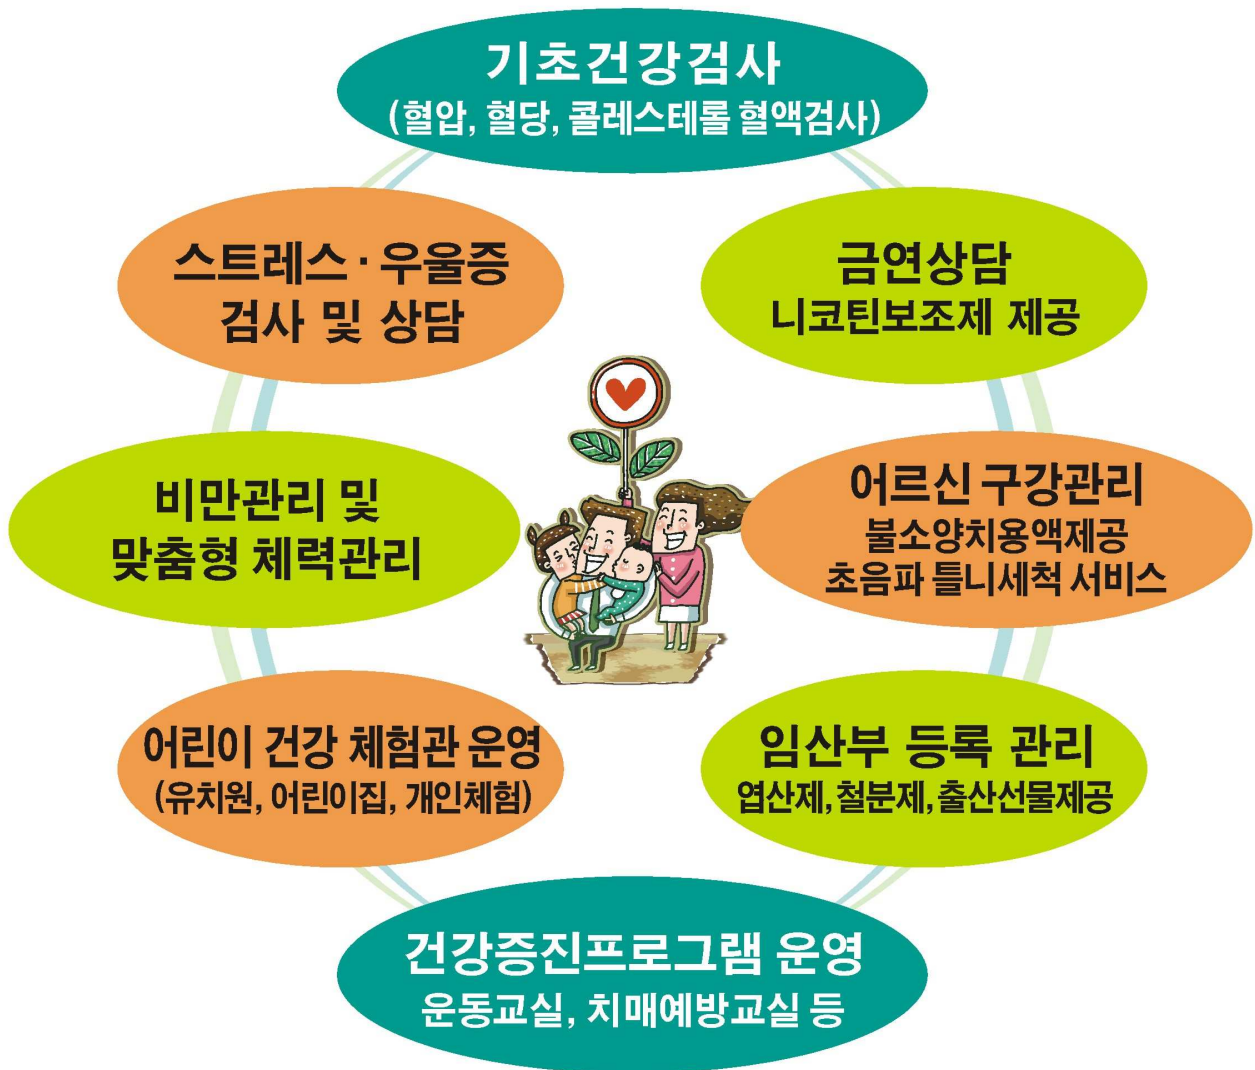 기초건강검사
(혈압, 혈당, 콜레스테롤 혈액검사)
스트레스·우울증
검사 및 상담
금연상담
니코틴보조제 제공
비만관리 및
맞춤형 체력관리
어르신 구강관리
불소양치용액제공
초음파 틀니세척 서비스
어린이 건강 체험관 운영
(유치원, 어린이집, 개인체험)
임산부 등록 관리
엽산제, 철분제, 출산선물제공
건강증진프로그램 운영
운동교실, 치매예방교실 등